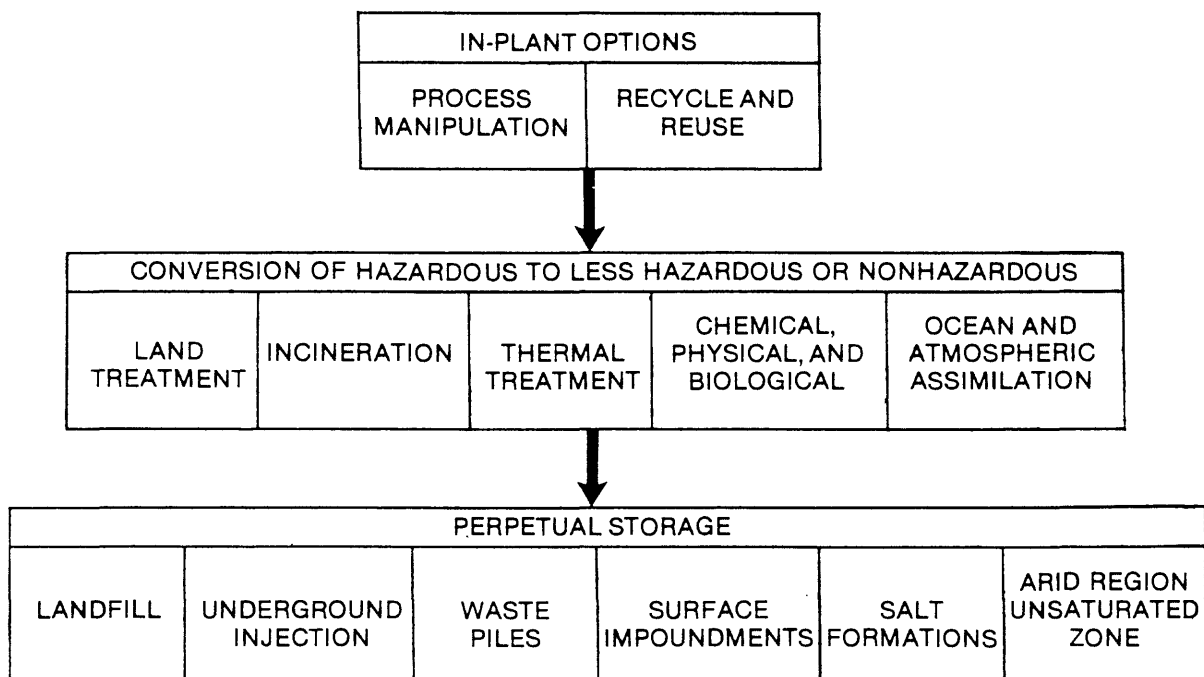 IN-PLANT OPTIONS
PROCESS
MANIPULATION
RECYCLE AND
REUSE
CONVERSION OF HAZARDOUS TO LESS HAZARDOUS OR NONHAZARDOUS
LAND
TREATMENT
INCINERATION
THERMAL
TREATMENT
CHEMICAL,
PHYSICAL, AND
BIOLOGICAL
OCEAN AND
ATMOSPHERIC
ASSIMILATION
PERPETUAL STORAGE
LANDFILL
UNDERGROUND
INJECTION
WASTE
PILES
SURFACE
IMPOUNDMENTS
SALT
FORMATIONS
ARID REGION
UNSATURATED
ZONE